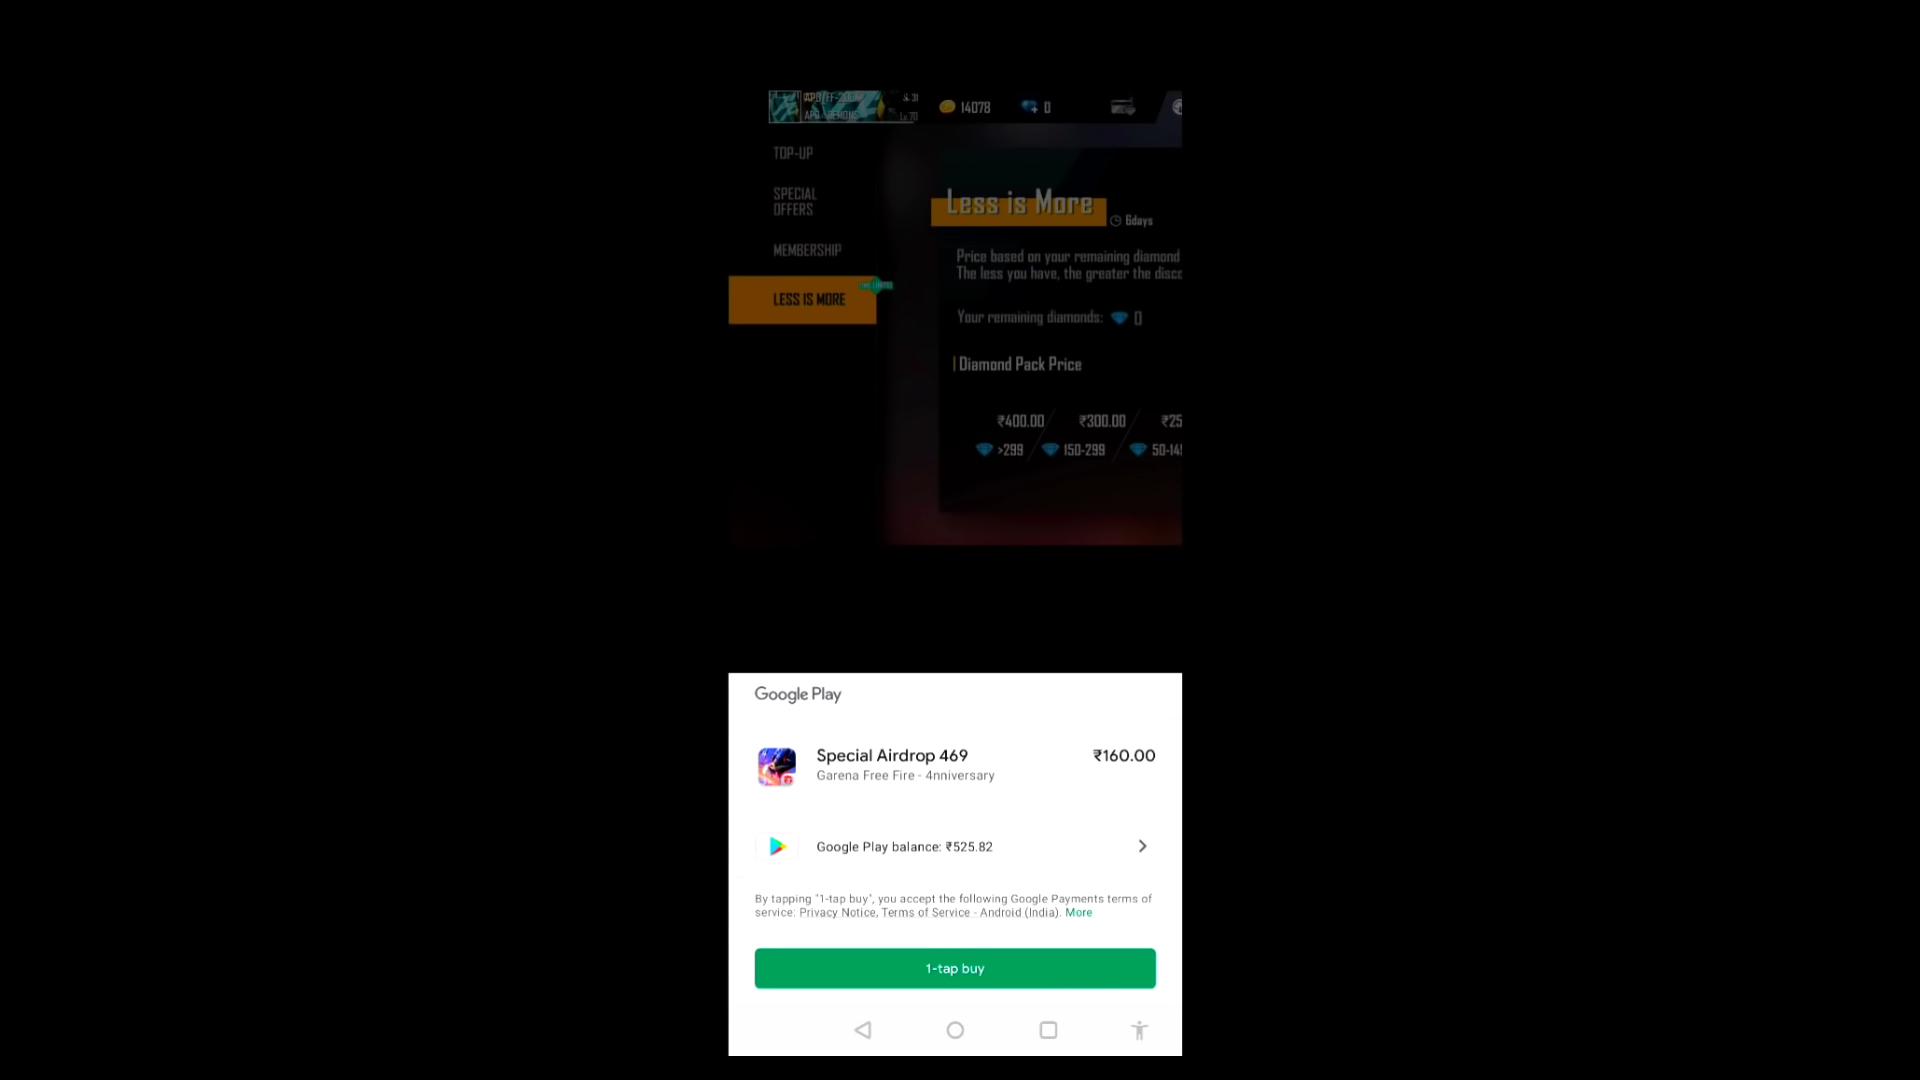 14078
0
TOP-UP
SPECIAL
OFFERS
MEMBERSHIP
LESS IS MORE
Less is More
6days
Price based on your remaining diamond
The less you have, the greater the disc
Your remaining diamonds: 0
Diamond Pack Price
₹400.00 ₹300.00 ₹25
>299 150-299 50-14
Google Play
Special Airdrop 469 ₹160.00
Garena Free Fire - 4nniversary
Google Play balance: ₹525.82
By tapping "1-tap buy", you accept the following Google Payments terms of
service: Privacy Notice, Terms of Service - Android (India). More
1-tap buy